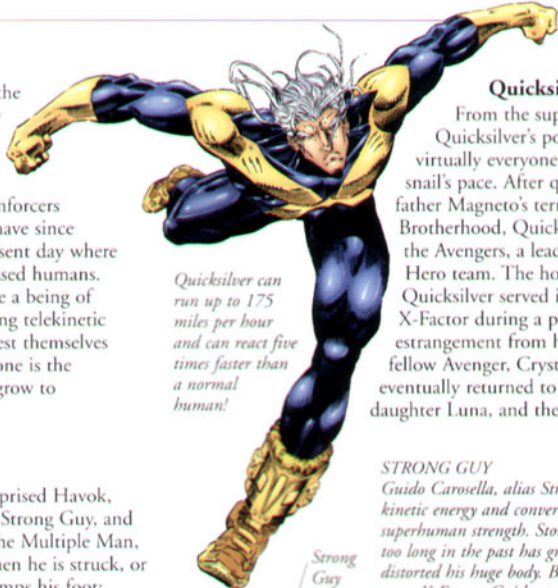 the
nforcers
have since
sent day where
sed humans.
e a being of
ng telekinetic
est themselves
one is the
grow to
prised Havok,
Strong Guy, and
he Multiple Man,
hen he is struck, or
mps his foot:
Quicksilver can
run up to 175
miles per hour
and can react five
times faster than
a normal
human!
Quicksi
From the sup
Quicksilver's po
virtually everyone
snail's pace. After q
father Magneto's terr
Brotherhood, Quick
the Avengers, a lead
Hero team. The ho
Quicksilver served i
X-Factor during a p
estrangement from h
fellow Avenger, Cryst
eventually returned to
daughter Luna, and the
STRONG GUY
Guido Carosella, alias Str
kinetic energy and conver
superhuman strength. Sto
too long in the past has gr
distorted his huge body. B
Strong
Guy